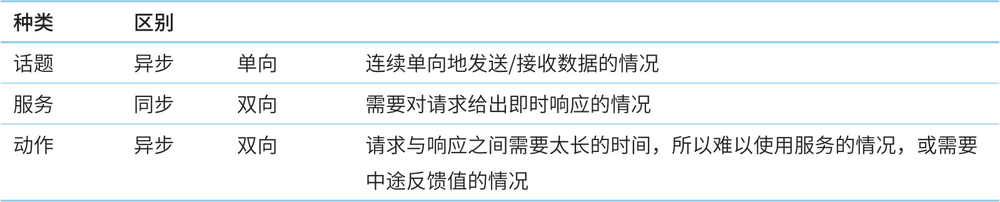 种类 区别
话题 异步 单向 连续单向地发送/接收数据的情况
服务 同步 双向 需要对请求给出即时响应的情况
动作 异步 双向 请求与响应之间需要太长的时间，所以难以使用服务的情况，或需要
中途反馈值的情况